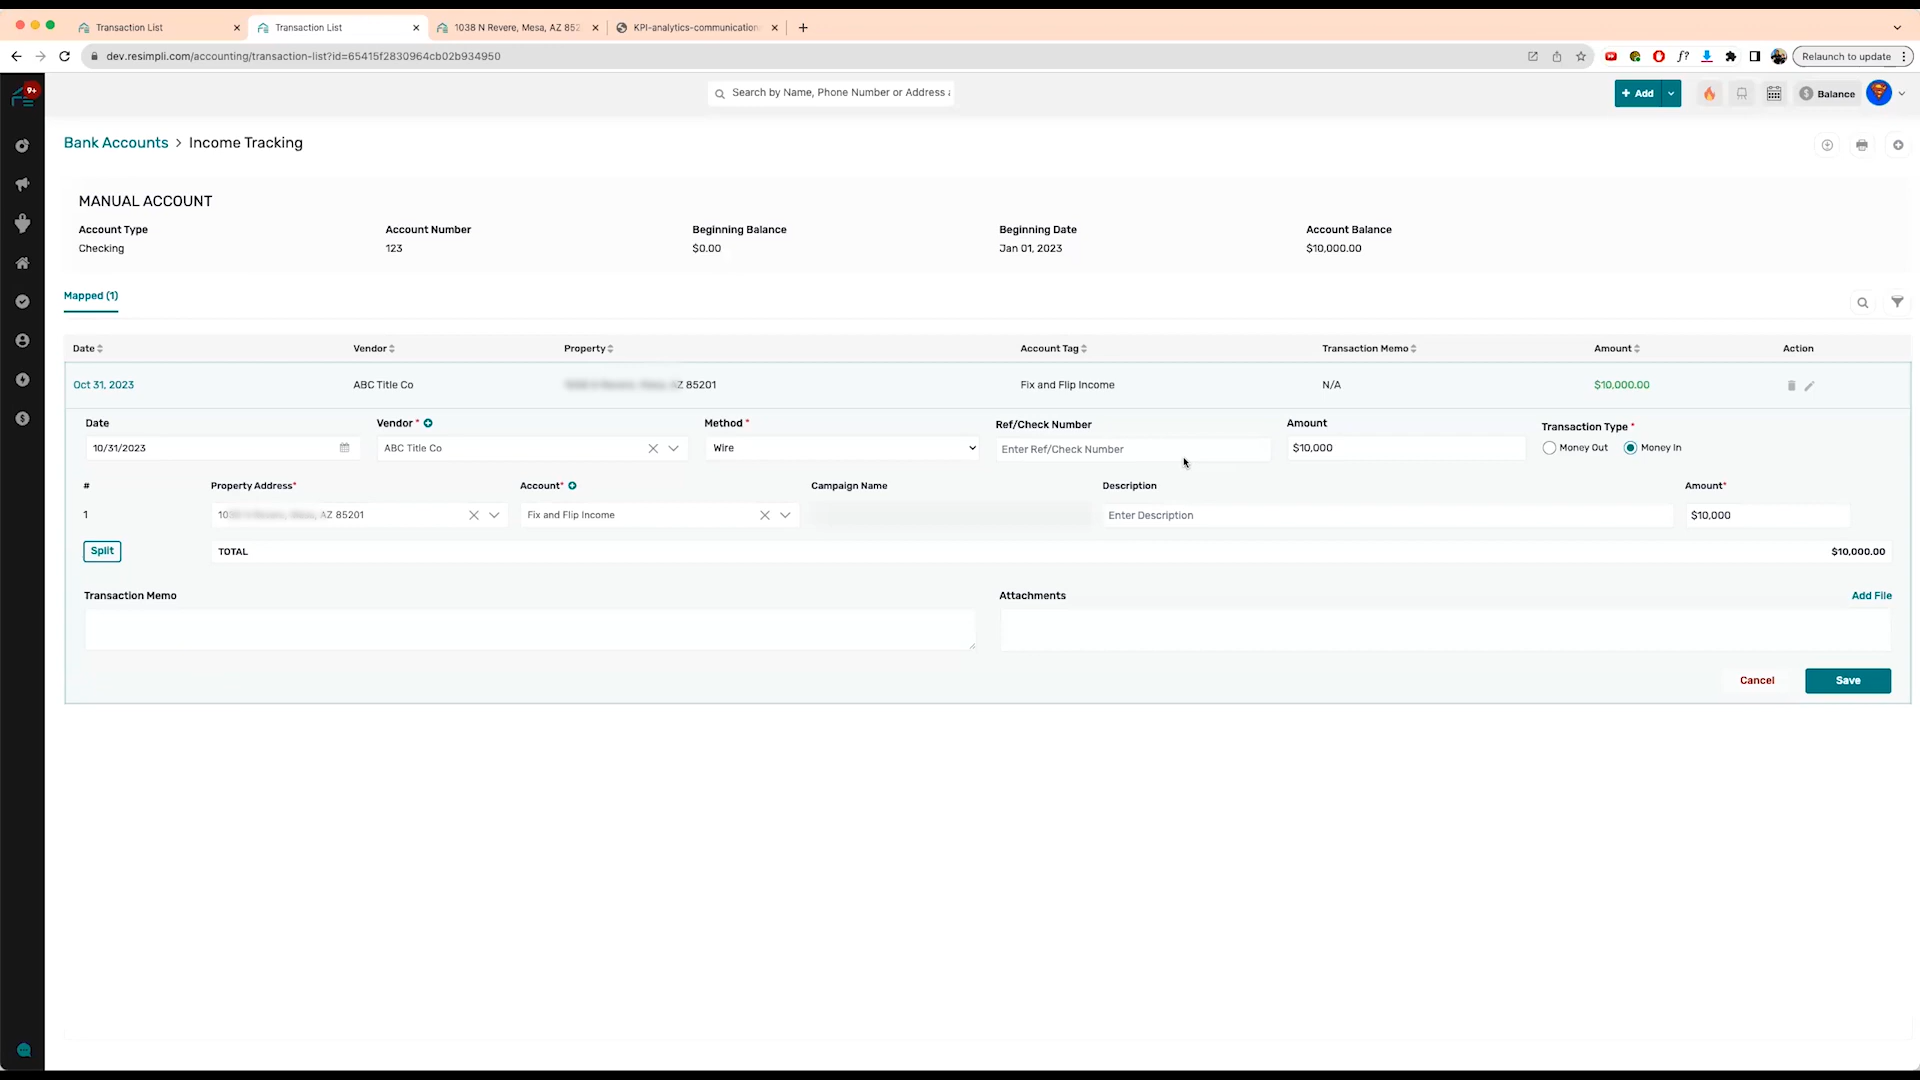 Transaction List
Transaction List
1038 N Revere, Mesa, AZ 852
KPI-analytics-communication
dev.resimpli.com/accounting/transaction-list?id=65415f2830964cb02b934950
f?
Relaunch to update
9+
Search by Name, Phone Number or Address
+ Add
$ Balance
Bank Accounts > Income Tracking
MANUAL ACCOUNT
Account Type Account Number Beginning Balance Beginning Date Account Balance
Checking 123 $0.00 Jan 01, 2023 $10,000.00
Mapped (1)
Date Vendor Property Account Tag Transaction Memo Amount Action
Oct 31, 2023 ABC Title Co Z 85201 Fix and Flip Income N/A $10,000.00
Date Vendor * Method * Ref/Check Number Amount Transaction Type *
10/31/2023 ABC Title Co Wire Enter Ref/Check Number $10,000 Money Out Money In
# Property Address* Account* Campaign Name Description Amount*
1 10 AZ 85201 Fix and Flip Income Enter Description $10,000
Split TOTAL $10,000.00
Transaction Memo Attachments Add File
Cancel Save